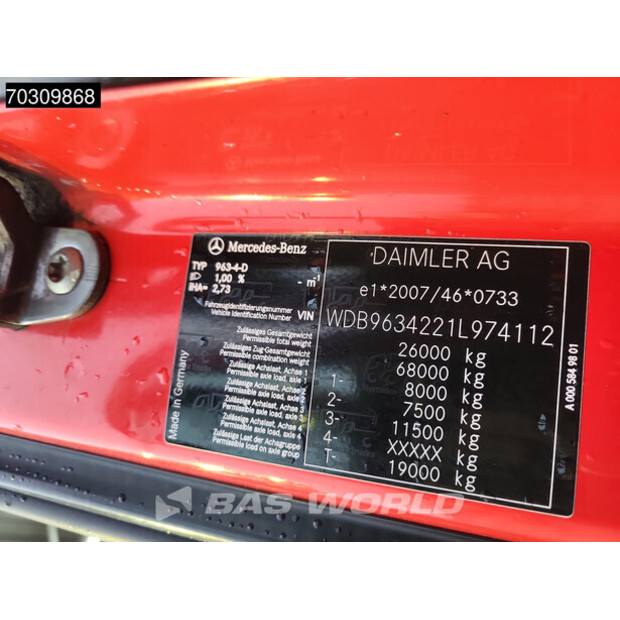 70309868
Mercedes-Benz
TYP 963-4-D
1,00 % - m¹
iHA= 2,73
Fahrzeugidentifizierungsnummer
Vehicle Identification Number VIN
Zulässiges Gesamtgewicht
Permissible total weight
Zulässiges Zug-Gesamtgewicht
Permissible combination weight
Zulässige Achslast, Achse 1
Permissible axle load, axle 1
Zulässige Achslast, Achse 2
Permissible axle load, axle 2
Zulässige Achslast, Achse 3
Permissible axle load, axle 3
Zulässige Achslast, Achse 4
Permissible axle load, axle 4
Zulässige Last der Achsgruppe
Permissible load on axle group
Made in Germany
DAIMLER AG
e1*2007/46*0733
WDB9634221L974112
26000 kg
68000 kg
1- 8000 kg
2- 7500 kg
3- 11500 kg
4- XXXXX kg
T- 19000 kg
A 000 584 98 01
BAS WORLD